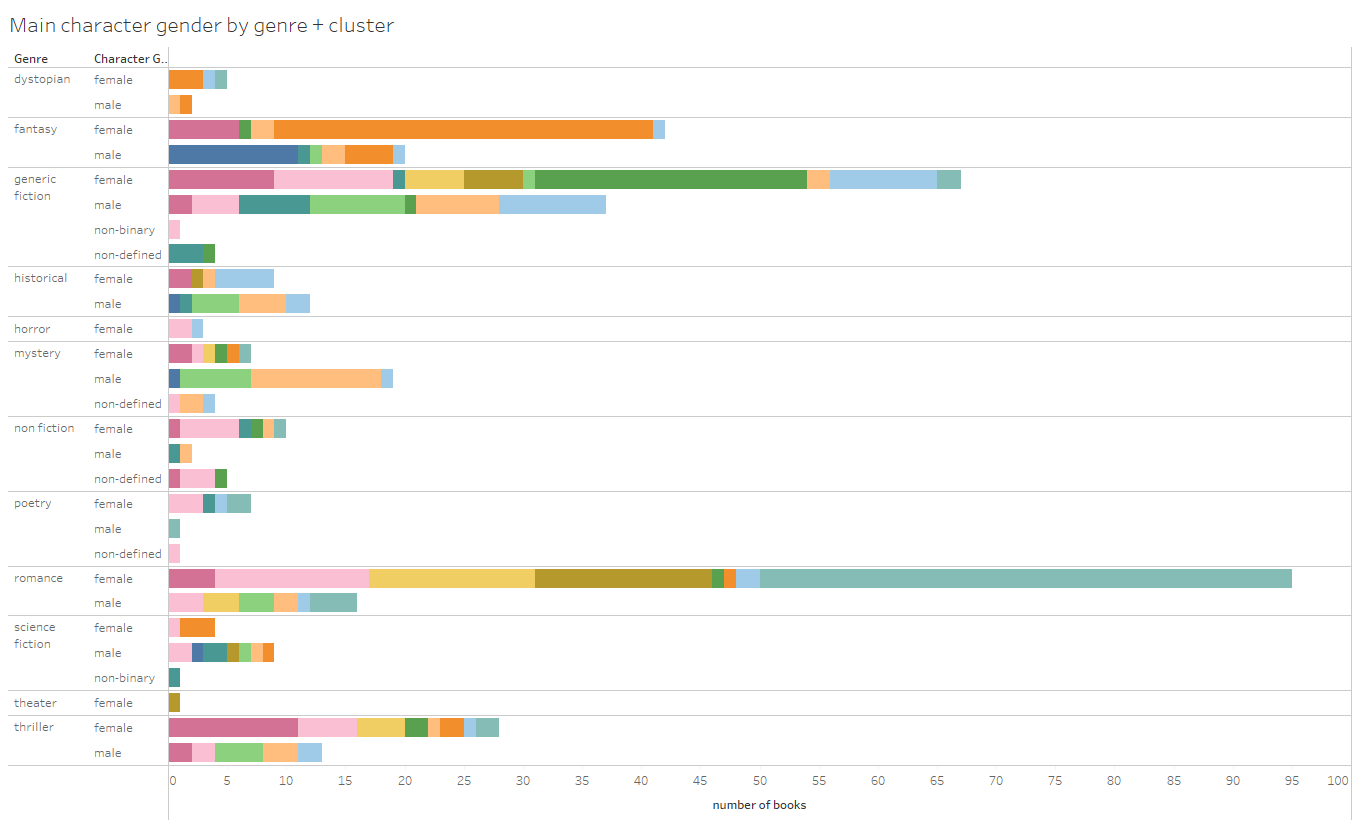 Main character gender by genre + cluster
Genre Character G..
dystopian female
male
fantasy female
male
generic fiction female
male
non-binary
non-defined
historical female
male
horror female
mystery female
male
non-defined
non fiction female
male
non-defined
poetry female
male
non-defined
romance female
male
science fiction female
male
non-binary
theater female
thriller female
male
0 5 10 15 20 25 30 35 40 45 50 55 60 65 70 75 80 85 90 95 100
number of books